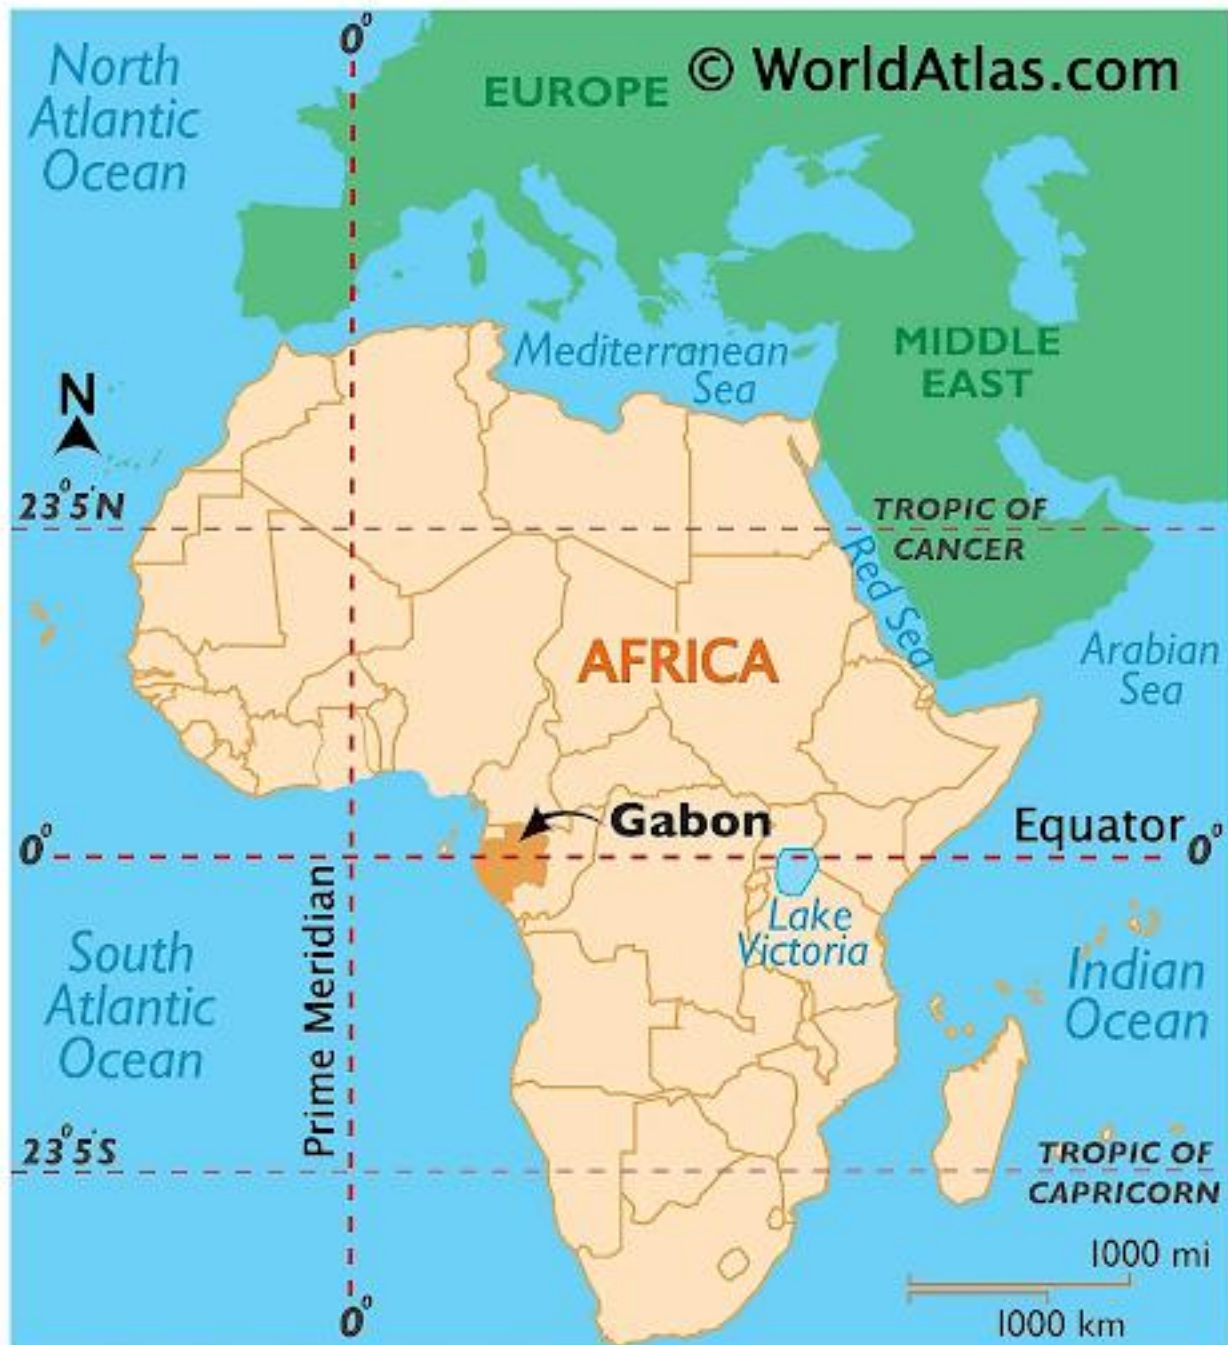 0°
North
Atlantic
Ocean
EUROPE
© WorldAtlas.com
Mediterranean
Sea
MIDDLE
EAST
N
23°5'N
TROPIC OF
CANCER
Red Sea
AFRICA
Arabian
Sea
Gabon
Equator 0°
0°
Lake
Victoria
Prime Meridian
South
Atlantic
Ocean
Indian
Ocean
23°5'S
TROPIC OF
CAPRICORN
1000 mi
1000 km
0°